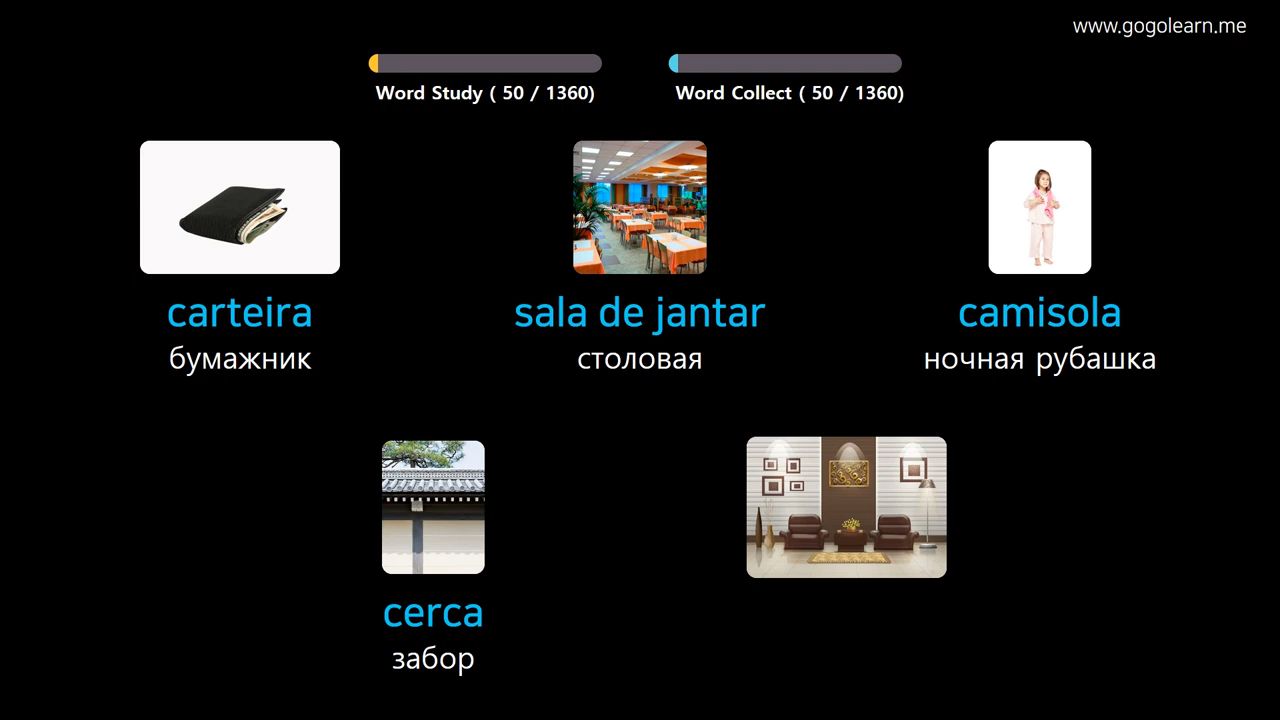 www.gogolearn.me
Word Study ( 50 / 1360)
Word Collect ( 50 / 1360)
carteira
бумажник
sala de jantar
столовая
camisola
ночная рубашка
cerca
забор